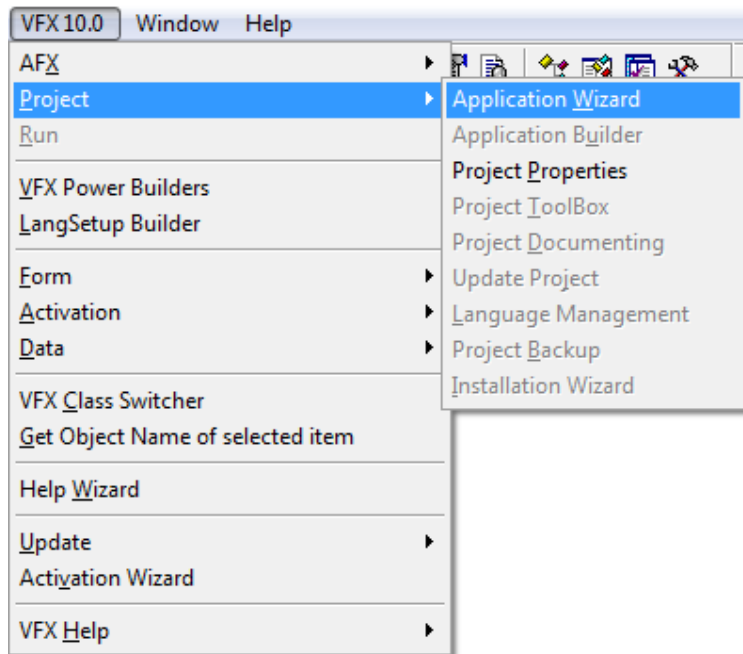 VFX 10.0 Window Help
AFX
Project
Run
VFX Power Builders
LangSetup Builder
Form
Activation
Data
VFX Class Switcher
Get Object Name of selected item
Help Wizard
Update
Activation Wizard
VFX Help
Application Wizard
Application Builder
Project Properties
Project ToolBox
Project Documenting
Update Project
Language Management
Project Backup
Installation Wizard